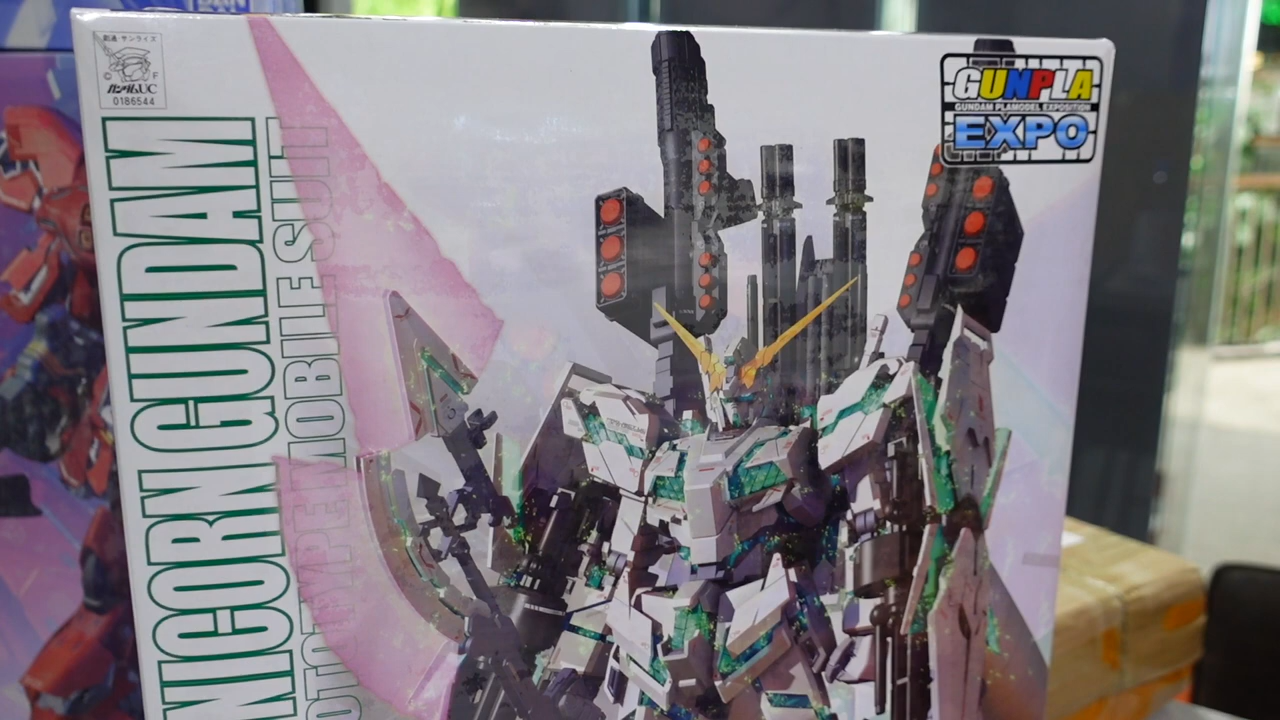 創通・サンライズ
© F
ガンダムUC
0186544
GUNPLA
GUNDAM PLAMODEL EXPOSITION
EXPO
NICORN GUNDAM
OTOTYPE MOBILE SUIT